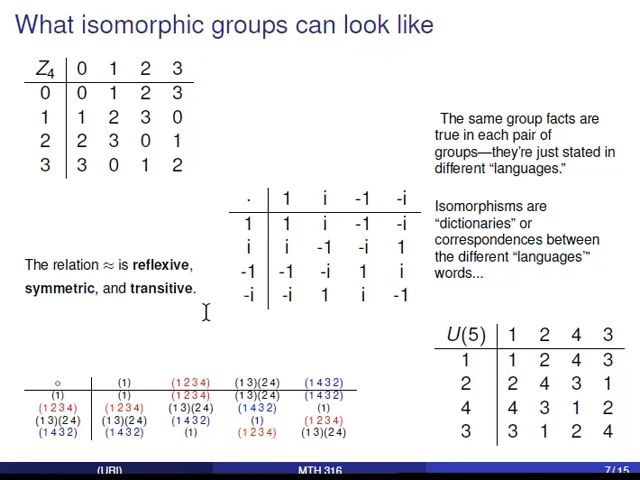 What isomorphic groups can look like
Z4 0 1 2 3
0 0 1 2 3
1 1 2 3 0
2 2 3 0 1
3 3 0 1 2
The same group facts are
true in each pair of
groups—they're just stated in
different “languages.”
· 1 i -1 -i
1 1 i -1 -i
i i -1 -i 1
-1 -1 -i 1 i
-i -i 1 i -1
Isomorphisms are
“dictionaries” or
correspondences between
the different “languages'”
words...
The relation ≈ is reflexive,
symmetric, and transitive.
U(5) 1 2 4 3
1 1 2 4 3
2 2 4 3 1
4 4 3 1 2
3 3 1 2 4
∘ (1) (1 2 3 4) (1 3)(2 4) (1 4 3 2)
(1) (1) (1 2 3 4) (1 3)(2 4) (1 4 3 2)
(1 2 3 4) (1 2 3 4) (1 3)(2 4) (1 4 3 2) (1)
(1 3)(2 4) (1 3)(2 4) (1 4 3 2) (1) (1 2 3 4)
(1 4 3 2) (1 4 3 2) (1) (1 2 3 4) (1 3)(2 4)
(URI) MTH 316 7 / 15